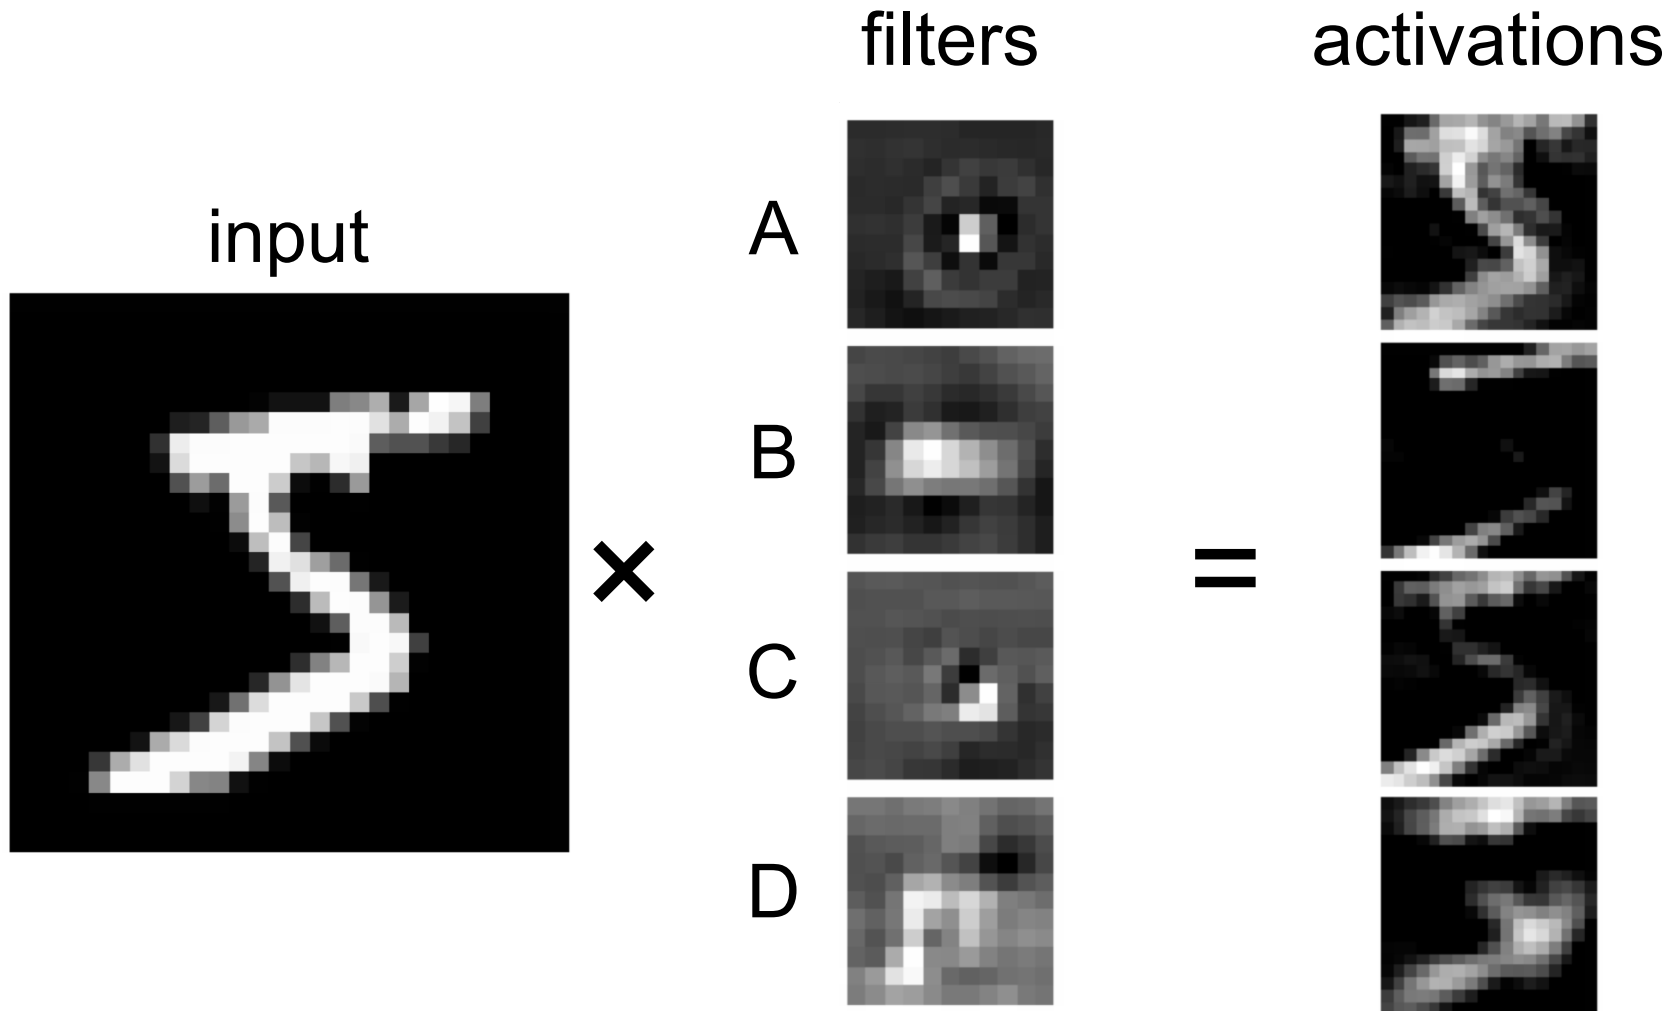 filters
activations
input
A
B
C
D
×
=